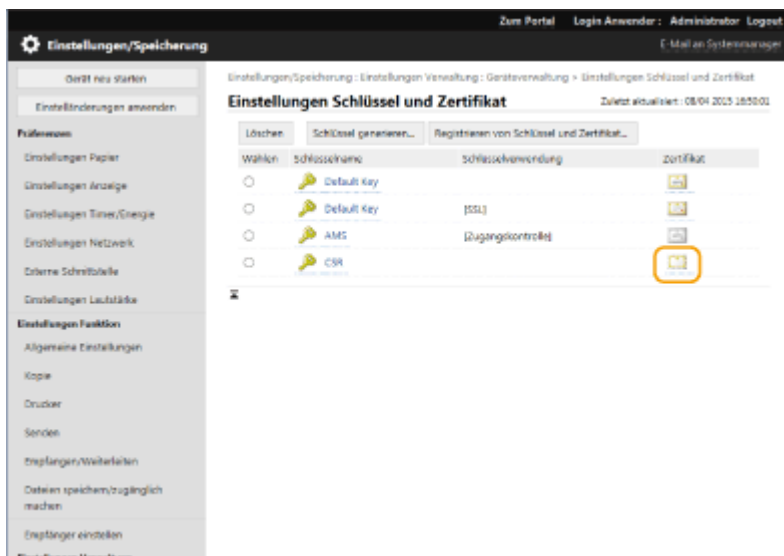 Zum Portal Login Anwender : Administrator Logout
Einstellungen/Speicherung E-Mail an Systemmanager
Gerät neu starten
Einstelländerungen anwenden
Präferenzen
Einstellungen Papier
Einstellungen Anzeige
Einstellungen Timer/Energie
Einstellungen Netzwerk
Externe Schnittstelle
Einstellungen Lautstärke
Einstellungen Funktion
Allgemeine Einstellungen
Kopie
Drucker
Senden
Empfangen/Weiterleiten
Dateien speichern/zugänglich
machen
Empfänger einstellen
Einstellungen/Speicherung : Einstellungen Verwaltung : Geräteverwaltung > Einstellungen Schlüssel und Zertifikat
Einstellungen Schlüssel und Zertifikat Zuletzt aktualisiert : 08/04 2015 16:50:01
Löschen Schlüssel generieren... Registrieren von Schlüssel und Zertifikat...
Wählen Schlüsselname Schlüsselverwendung Zertifikat
Default Key
Default Key [SSL]
AMS [Zugangskontrolle]
CSR